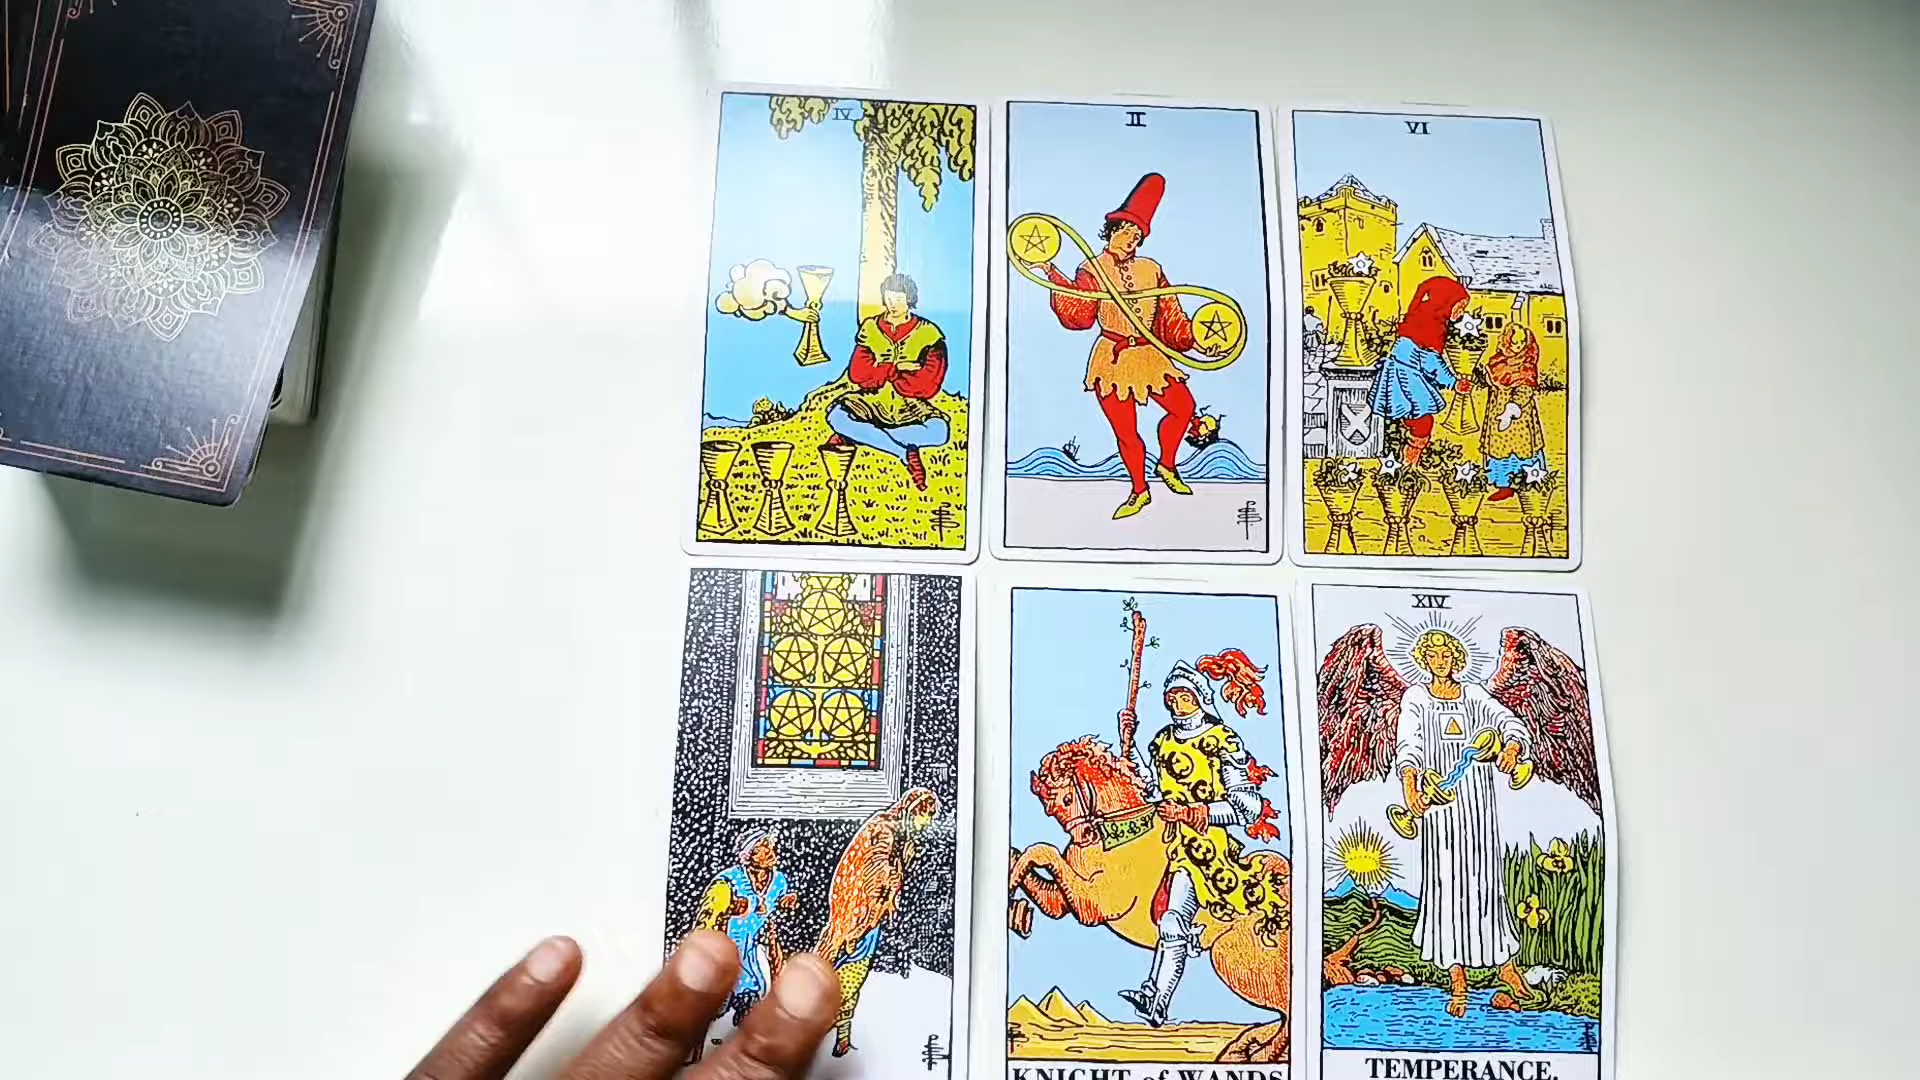 IV
II
VI
XIV
KNIGHT of WANDS
TEMPERANCE.